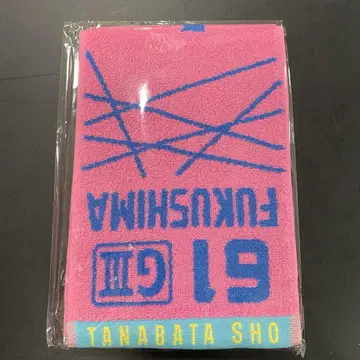 19 GIII
FUKUSHIMA
TANABATA SHO